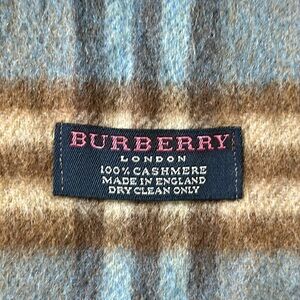 BURBERRY
LONDON
100% CASHMERE
MADE IN ENGLAND
DRY CLEAN ONLY